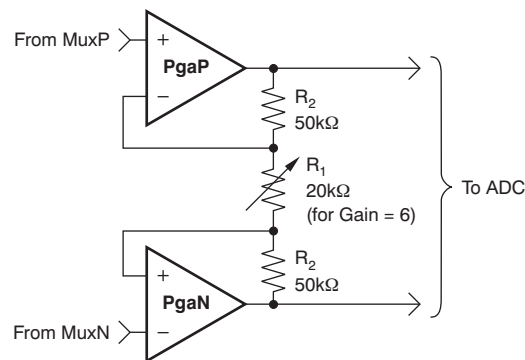 From MuxP
+
PgaP
−
R2
50kΩ
R1
20kΩ
(for Gain = 6)
To ADC
R2
50kΩ
+
PgaN
−
From MuxN